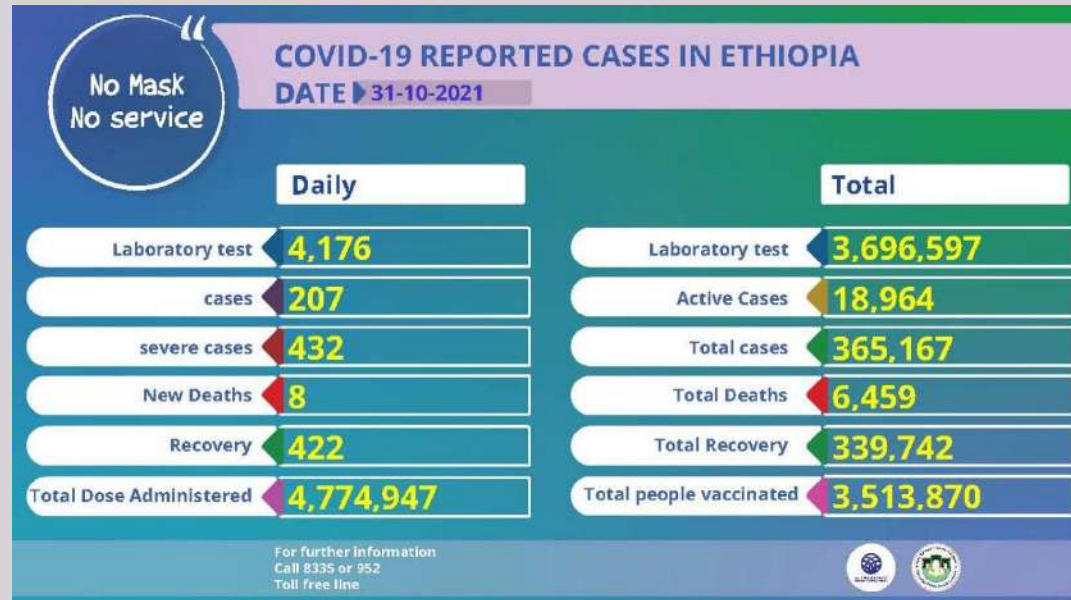 No Mask
No service
COVID-19 REPORTED CASES IN ETHIOPIA
DATE 31-10-2021
Daily
Laboratory test 4,176
cases 207
severe cases 432
New Deaths 8
Recovery 422
Total Dose Administered 4,774,947
Total
Laboratory test 3,696,597
Active Cases 18,964
Total cases 365,167
Total Deaths 6,459
Total Recovery 339,742
Total people vaccinated 3,513,870
For further information
Call 8335 or 952
Toll free line